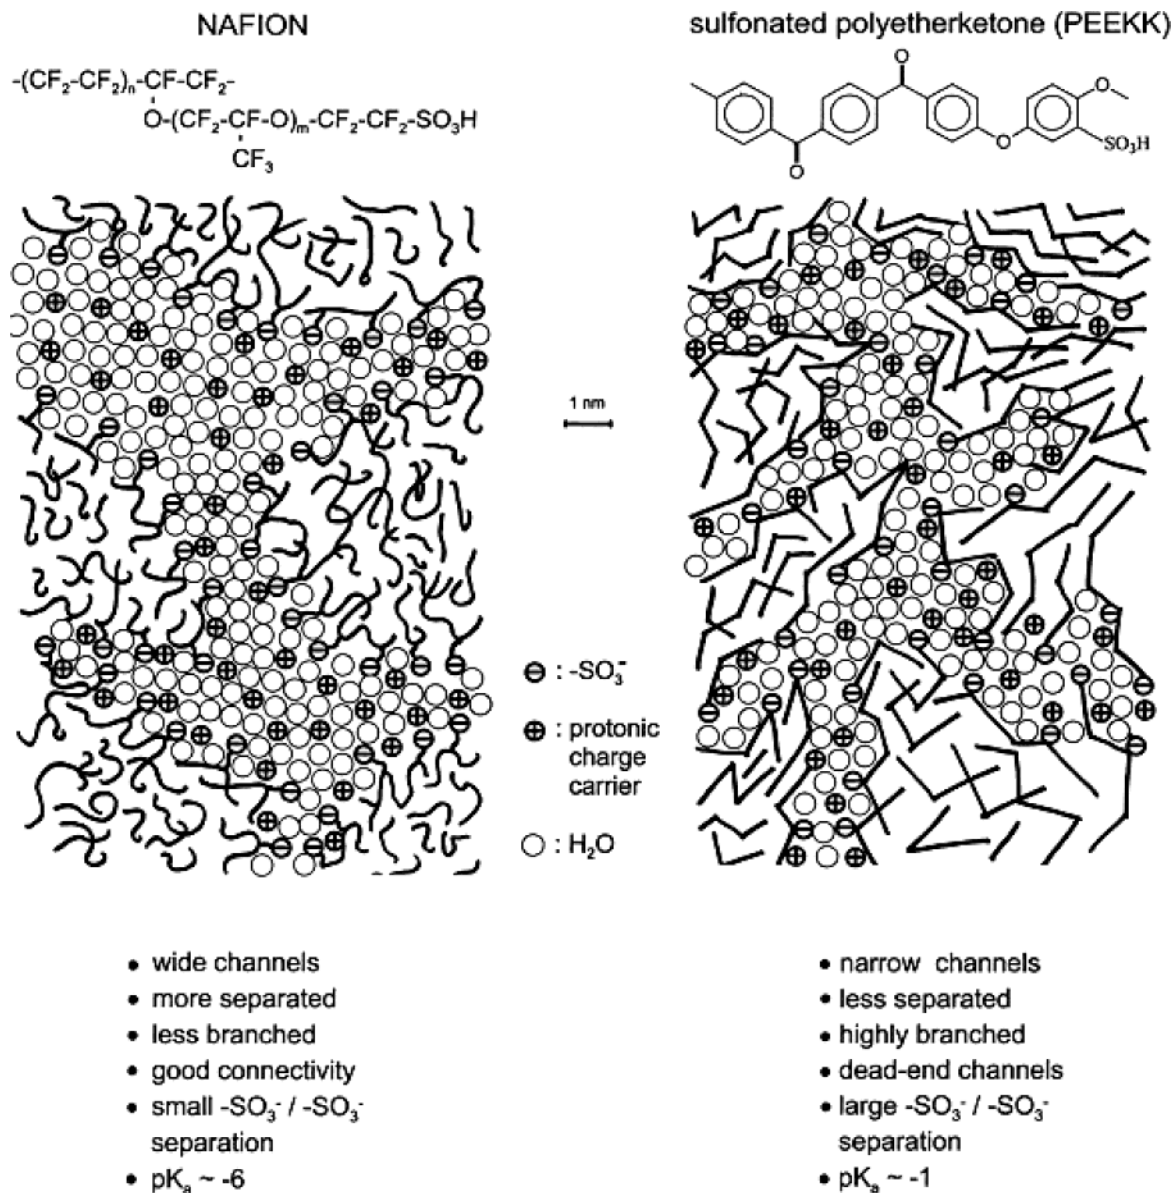 NAFION
-(CF₂-CF₂)ₙ-CF-CF₂-
O-(CF₂-CF-O)ₘ-CF₂-CF₂-SO₃H
CF₃
sulfonated polyetherketone (PEEKK)
O
O
O
O
SO₃H
1 nm
⊖ : -SO₃⁻
⊕ : protonic
charge
carrier
○ : H₂O
• wide channels
• more separated
• less branched
• good connectivity
• small -SO₃⁻ / -SO₃⁻
separation
• pKₐ ~ -6
• narrow channels
• less separated
• highly branched
• dead-end channels
• large -SO₃⁻ / -SO₃⁻
separation
• pKₐ ~ -1